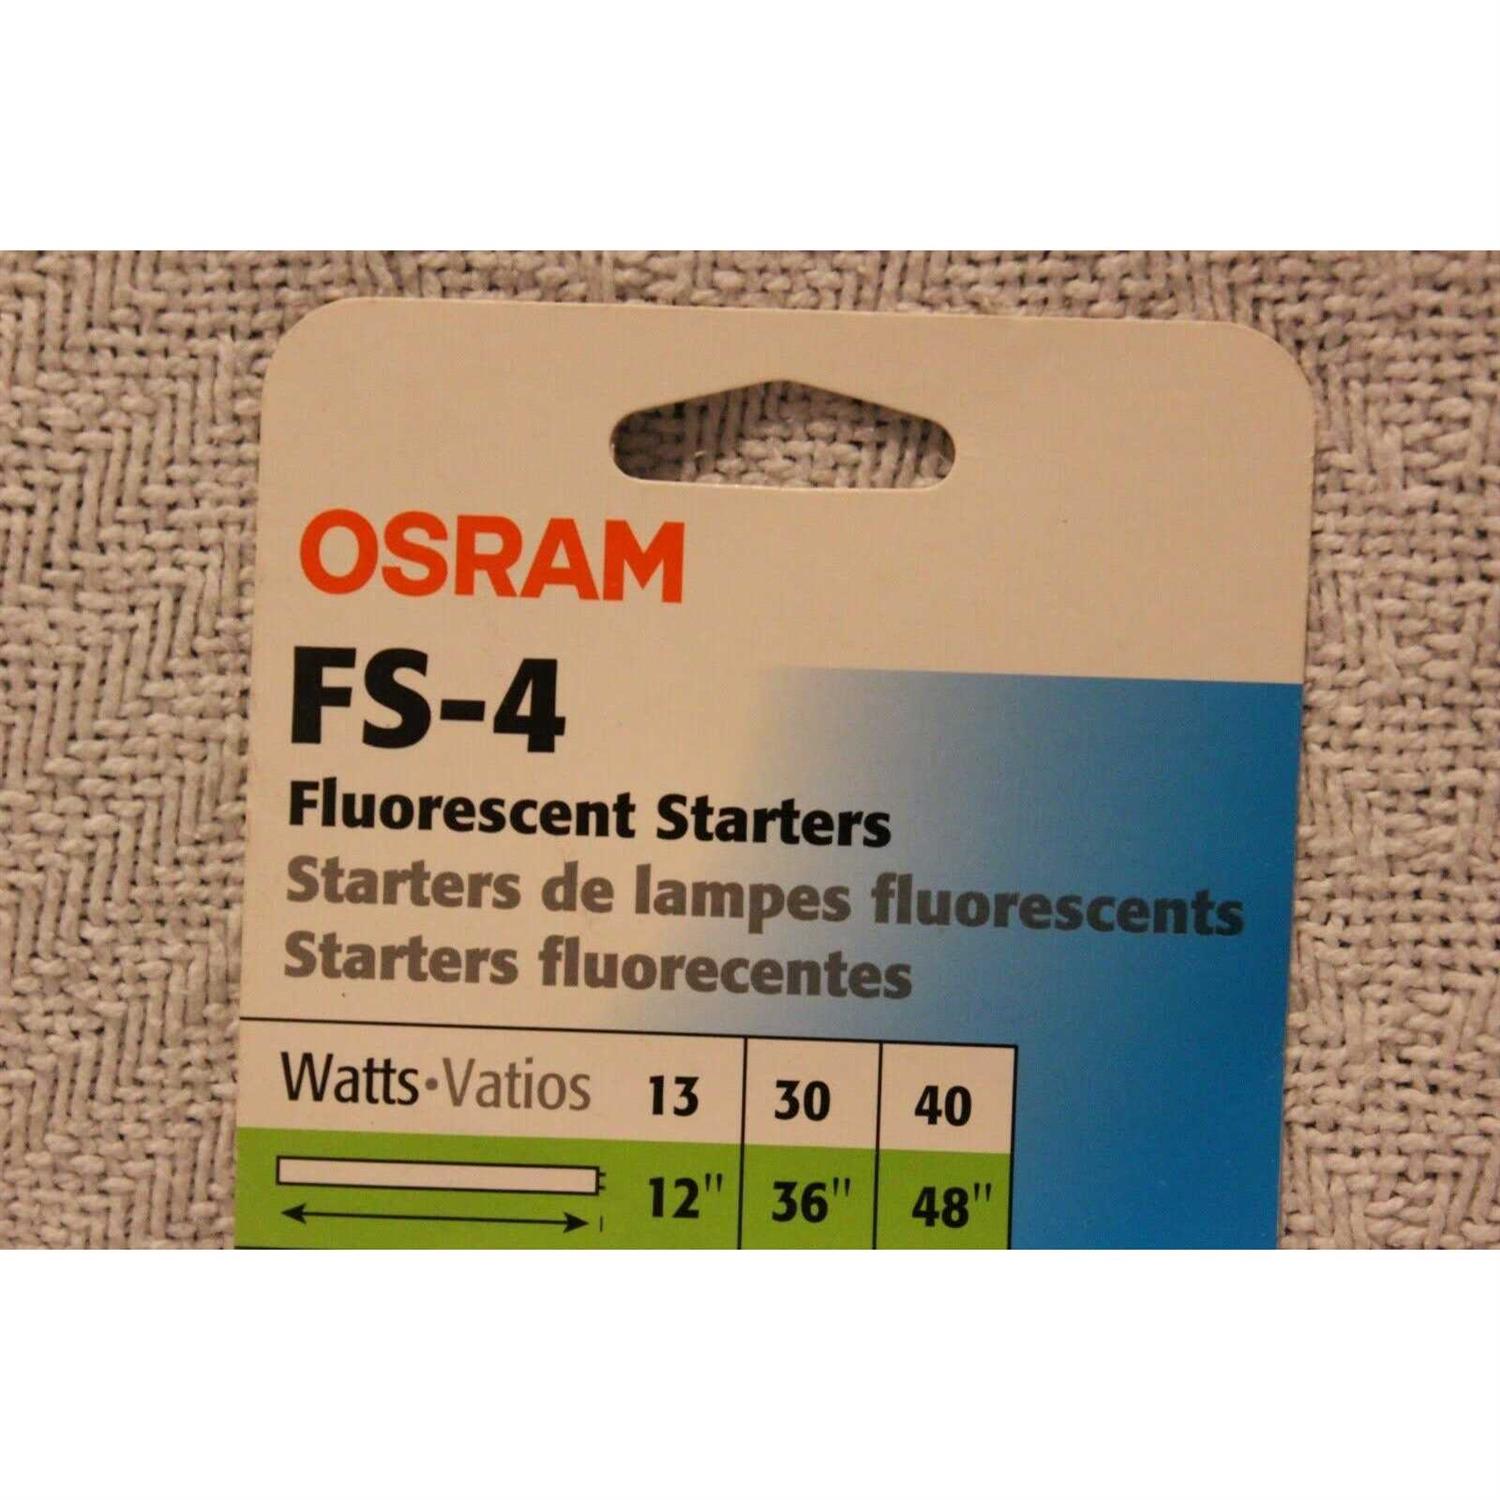 OSRAM
FS-4
Fluorescent Starters
Starters de lampes fluorescents
Starters fluorecentes
Watts·Vatios 13 30 40
12" 36" 48"